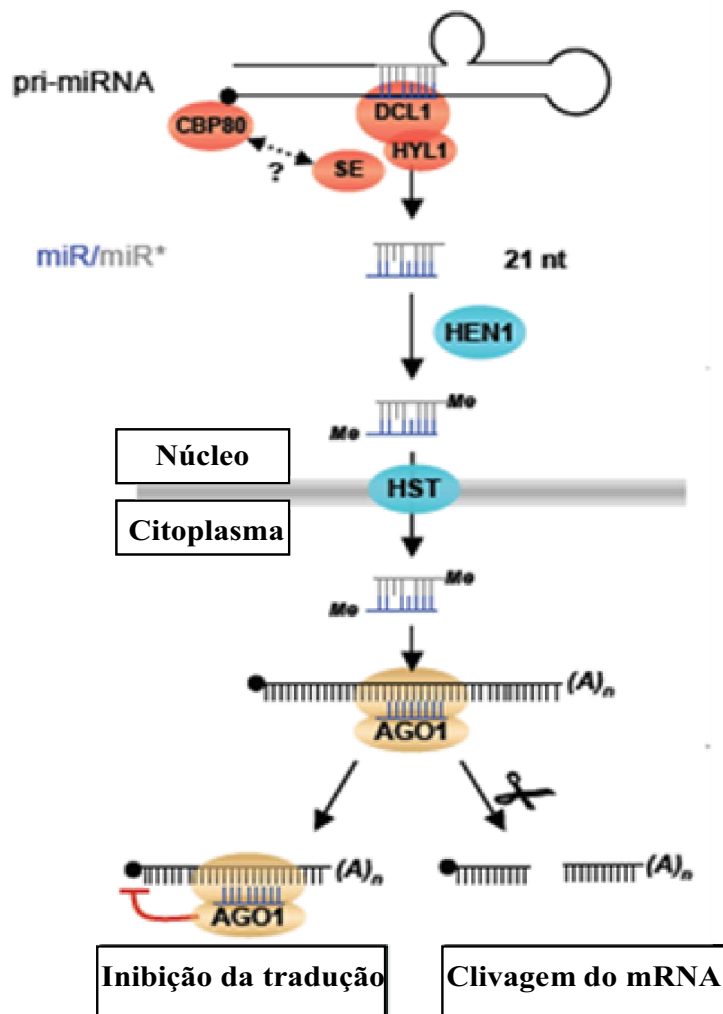 pri-miRNA
CBP80
DCL1
HYL1
?
SE
miR/miR*
21 nt
HEN1
Me
Me
Núcleo
HST
Citoplasma
Me
Me
(A)n
AGO1
(A)n
(A)n
AGO1
Inibição da tradução
Clivagem do mRNA